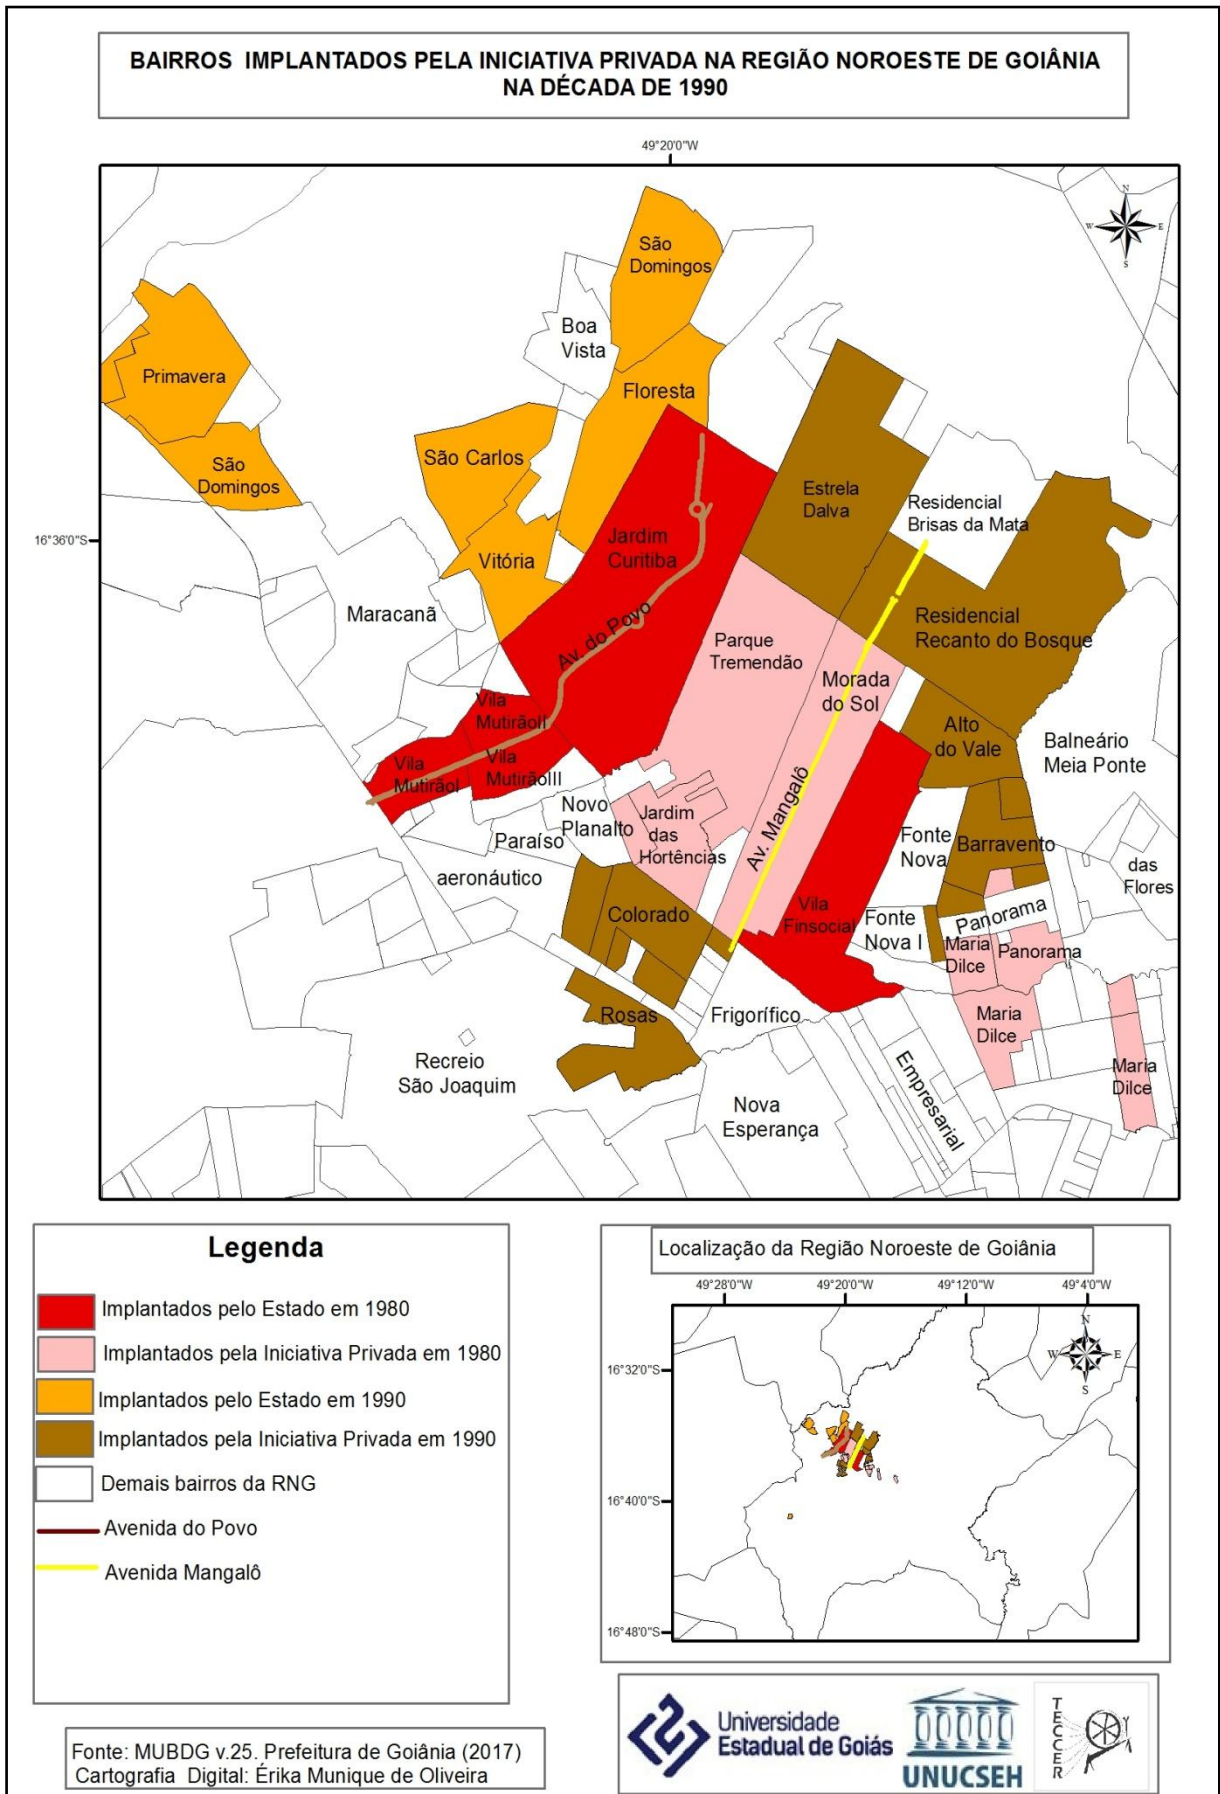 BAIRROS IMPLANTADOS PELA INICIATIVA PRIVADA NA REGIÃO NOROESTE DE GOIÂNIA
NA DÉCADA DE 1990
49°20'0"W
N
W
E
S
São
Domingos
Boa
Vista
Primavera
Floresta
São Carlos
São
Domingos
Estrela
Dalva
Residencial
Brisas da Mata
16°36'0"S
Jardim
Curitiba
Vitória
Maracanã
Av. do Povo
Parque
Tremendão
Residencial
Recanto do Bosque
Morada
do Sol
Vila
MutirãoII
Alto
do Vale
Balneário
Meia Ponte
Vila
MutirãoI
Vila
MutirãoIII
Av. Mangalô
Novo
Planalto
Jardim
das
Hortências
Paraíso
Fonte
Nova
Barravento
das
Flores
aeronáutico
Colorado
Vila
Finsocial
Fonte
Nova I
Panorama
Maria
Dilce
Panorama
Rosas
Frigorífico
Maria
Dilce
Recreio
São Joaquim
Empresarial
Maria
Dilce
Nova
Esperança
Legenda
Implantados pelo Estado em 1980
Implantados pela Iniciativa Privada em 1980
Implantados pelo Estado em 1990
Implantados pela Iniciativa Privada em 1990
Demais bairros da RNG
Avenida do Povo
Avenida Mangalô
Localização da Região Noroeste de Goiânia
49°28'0"W
49°20'0"W
49°12'0"W
49°4'0"W
N
W
E
S
16°32'0"S
16°40'0"S
16°48'0"S
Fonte: MUBDG v.25. Prefeitura de Goiânia (2017)
Cartografia Digital: Érika Munique de Oliveira
Universidade
Estadual de Goiás
UNUCSEH
TECCER